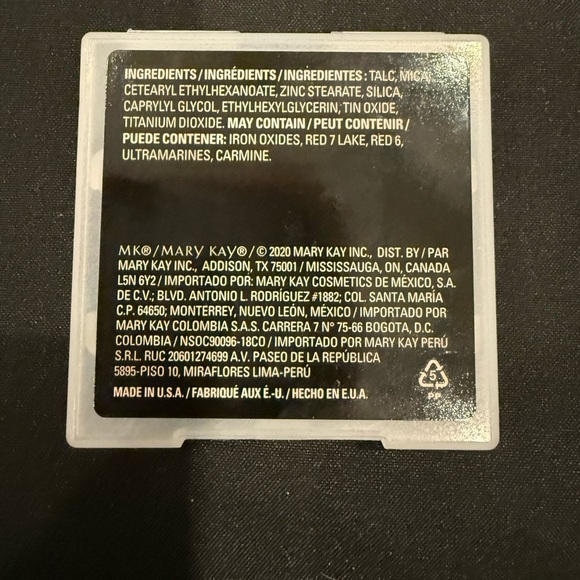 INGREDIENTS / INGRÉDIENTS / INGREDIENTES : TALC, MICA,
CETEARYL ETHYLHEXANOATE, ZINC STEARATE, SILICA,
CAPRYLYL GLYCOL, ETHYLHEXYLGLYCERIN, TIN OXIDE,
TITANIUM DIOXIDE. MAY CONTAIN / PEUT CONTENIR /
PUEDE CONTENER: IRON OXIDES, RED 7 LAKE, RED 6,
ULTRAMARINES, CARMINE.
MK® / MARY KAY® / © 2020 MARY KAY INC., DIST. BY / PAR
MARY KAY INC., ADDISON, TX 75001 / MISSISSAUGA, ON, CANADA
L5N 6Y2 / IMPORTADO POR: MARY KAY COSMETICS DE MÉXICO, S.A.
DE C.V.; BLVD. ANTONIO L. RODRÍGUEZ #1882; COL. SANTA MARÍA
C.P. 64650; MONTERREY, NUEVO LEÓN, MÉXICO / IMPORTADO POR
MARY KAY COLOMBIA S.A.S. CARRERA 7 N° 75-66 BOGOTA, D.C.
COLOMBIA / NSOC90096-18CO / IMPORTADO POR MARY KAY PERÚ
S.R.L. RUC 20601274699 A.V. PASEO DE LA REPÚBLICA
5895-PISO 10, MIRAFLORES LIMA-PERÚ
MADE IN U.S.A. / FABRIQUÉ AUX É.-U. / HECHO EN E.U.A.
5
PP